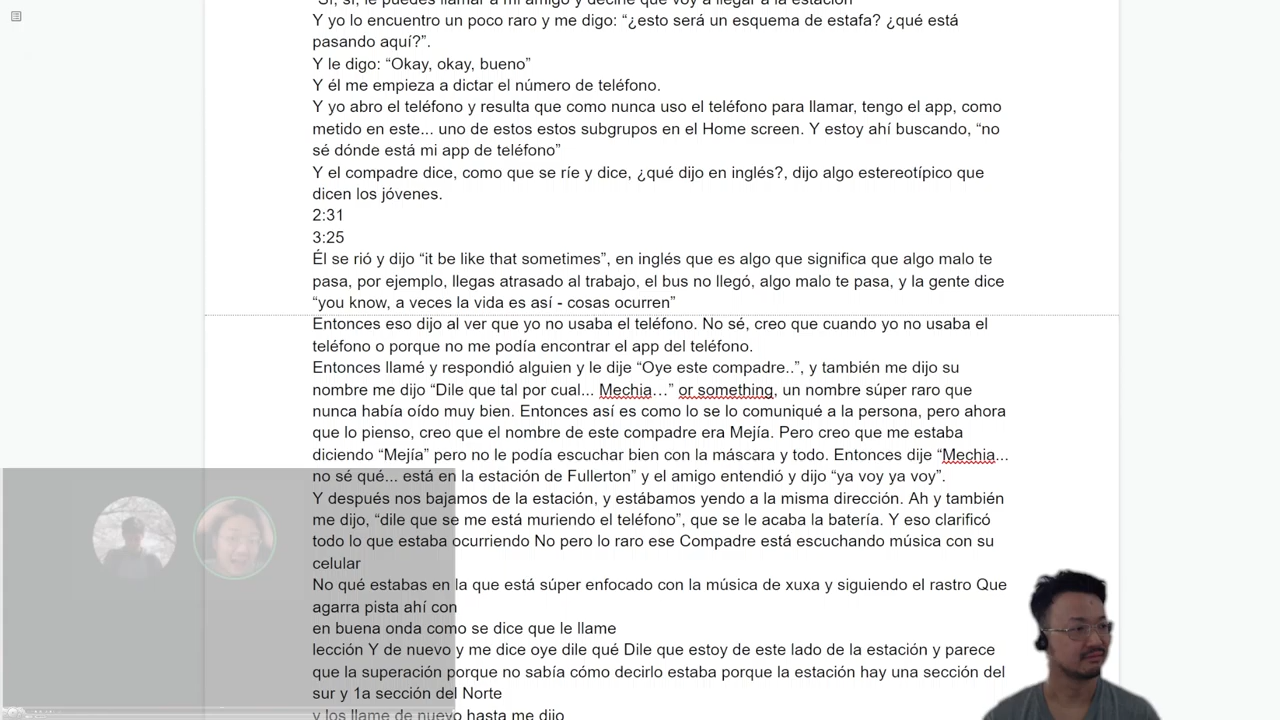 “Sí, sí, le puedes llamar a mi amigo y decirle que voy a llegar a la estación”
Y yo lo encuentro un poco raro y me digo: “¿esto será un esquema de estafa? ¿qué está
pasando aquí?”.
Y le digo: “Okay, okay, bueno”
Y él me empieza a dictar el número de teléfono.
Y yo abro el teléfono y resulta que como nunca uso el teléfono para llamar, tengo el app, como
metido en este... uno de estos estos subgrupos en el Home screen. Y estoy ahí buscando, “no
sé dónde está mi app de teléfono”
Y el compadre dice, como que se ríe y dice, ¿qué dijo en inglés?, dijo algo estereotípico que
dicen los jóvenes.
2:31
3:25
Él se rió y dijo “it be like that sometimes”, en inglés que es algo que significa que algo malo te
pasa, por ejemplo, llegas atrasado al trabajo, el bus no llegó, algo malo te pasa, y la gente dice
“you know, a veces la vida es así - cosas ocurren”
Entonces eso dijo al ver que yo no usaba el teléfono. No sé, creo que cuando yo no usaba el
teléfono o porque no me podía encontrar el app del teléfono.
Entonces llamé y respondió alguien y le dije “Oye este compadre..”, y también me dijo su
nombre me dijo “Dile que tal por cual... Mechia…” or something, un nombre súper raro que
nunca había oído muy bien. Entonces así es como lo se lo comuniqué a la persona, pero ahora
que lo pienso, creo que el nombre de este compadre era Mejía. Pero creo que me estaba
diciendo “Mejía” pero no le podía escuchar bien con la máscara y todo. Entonces dije “Mechia...
no sé qué... está en la estación de Fullerton” y el amigo entendió y dijo “ya voy ya voy”.
Y después nos bajamos de la estación, y estábamos yendo a la misma dirección. Ah y también
me dijo, “dile que se me está muriendo el teléfono”, que se le acaba la batería. Y eso clarificó
todo lo que estaba ocurriendo No pero lo raro ese Compadre está escuchando música con su
celular
No qué estabas en la que está súper enfocado con la música de xuxa y siguiendo el rastro Que
agarra pista ahí con
en buena onda como se dice que le llame
lección Y de nuevo y me dice oye dile qué Dile que estoy de este lado de la estación y parece
que la superación porque no sabía cómo decirlo estaba porque la estación hay una sección del
sur y 1a sección del Norte
y los llame de nuevo hasta me dijo